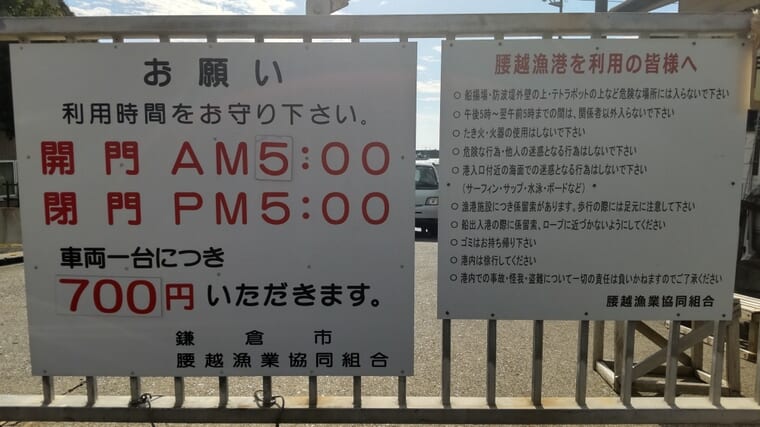 お願い
利用時間をお守り下さい。
開門 AM5:00
閉門 PM5:00
車両一台につき
700円いただきます。
鎌倉市
腰越漁業協同組合
腰越漁港を利用の皆様へ
○ 船揚場・防波堤外壁の上・テトラポットの上など危険な場所には入らないで下さい
○ 午後5時~翌午前5時までの間は、関係者以外入らないで下さい
○ たき火・火器の使用はしないで下さい
○ 危険な行為・他人の迷惑となる行為はしないで下さい
○ 港入口付近の海面での迷惑となる行為はしないで下さい
(サーフィン・サップ・水泳・ボードなど)
○ 漁港施設につき係留索があります。歩行の際には足元に注意して下さい
○ 船出入港の際に係留索、ロープに近づかないようにしてください
○ ゴミはお持ち帰り下さい
○ 港内は徐行してください
○ 港内での事故・怪我・盗難について一切の責任は負いかねますのでご了承ください
腰越漁業協同組合